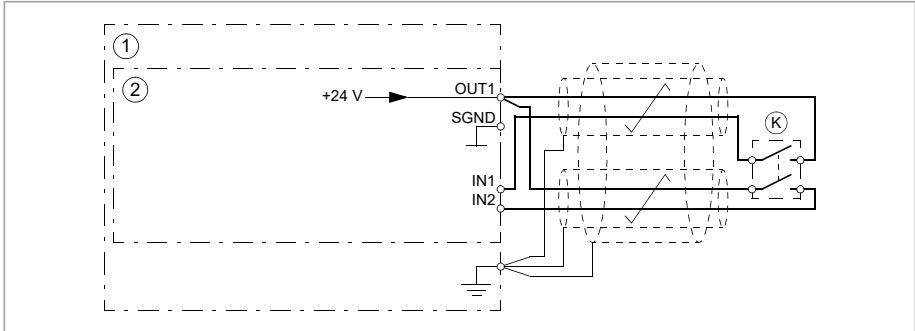 1
2
+24 V
OUT1
SGND
K
IN1
IN2